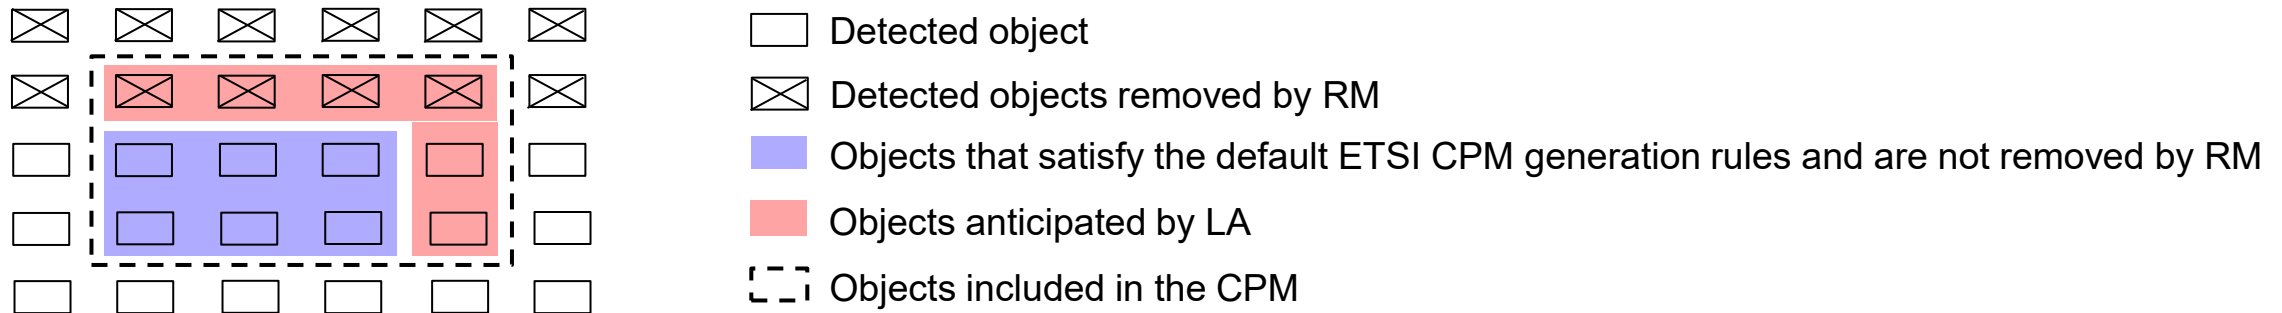 Detected object
Detected objects removed by RM
Objects that satisfy the default ETSI CPM generation rules and are not removed by RM
Objects anticipated by LA
Objects included in the CPM